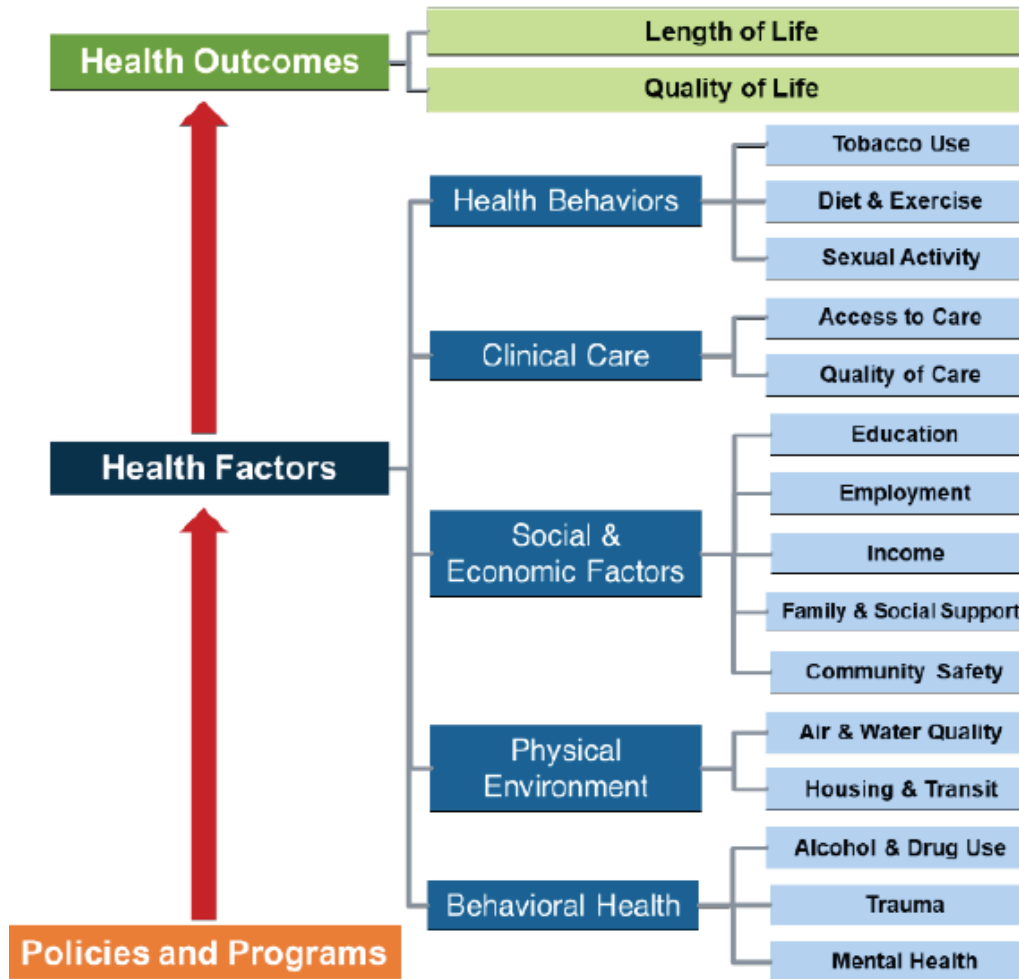 Health Outcomes
Length of Life
Quality of Life
Health Factors
Health Behaviors
Tobacco Use
Diet & Exercise
Sexual Activity
Clinical Care
Access to Care
Quality of Care
Social &
Economic Factors
Education
Employment
Income
Family & Social Support
Community Safety
Physical
Environment
Air & Water Quality
Housing & Transit
Behavioral Health
Alcohol & Drug Use
Trauma
Mental Health
Policies and Programs